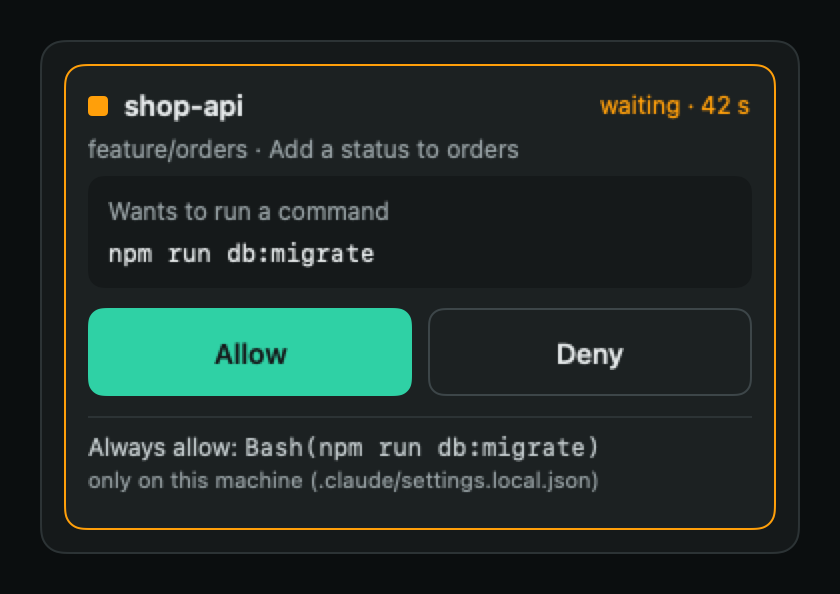 shop-api
waiting · 42 s
feature/orders · Add a status to orders
Wants to run a command
npm run db:migrate
Allow
Deny
Always allow: Bash(npm run db:migrate)
only on this machine (.claude/settings.local.json)